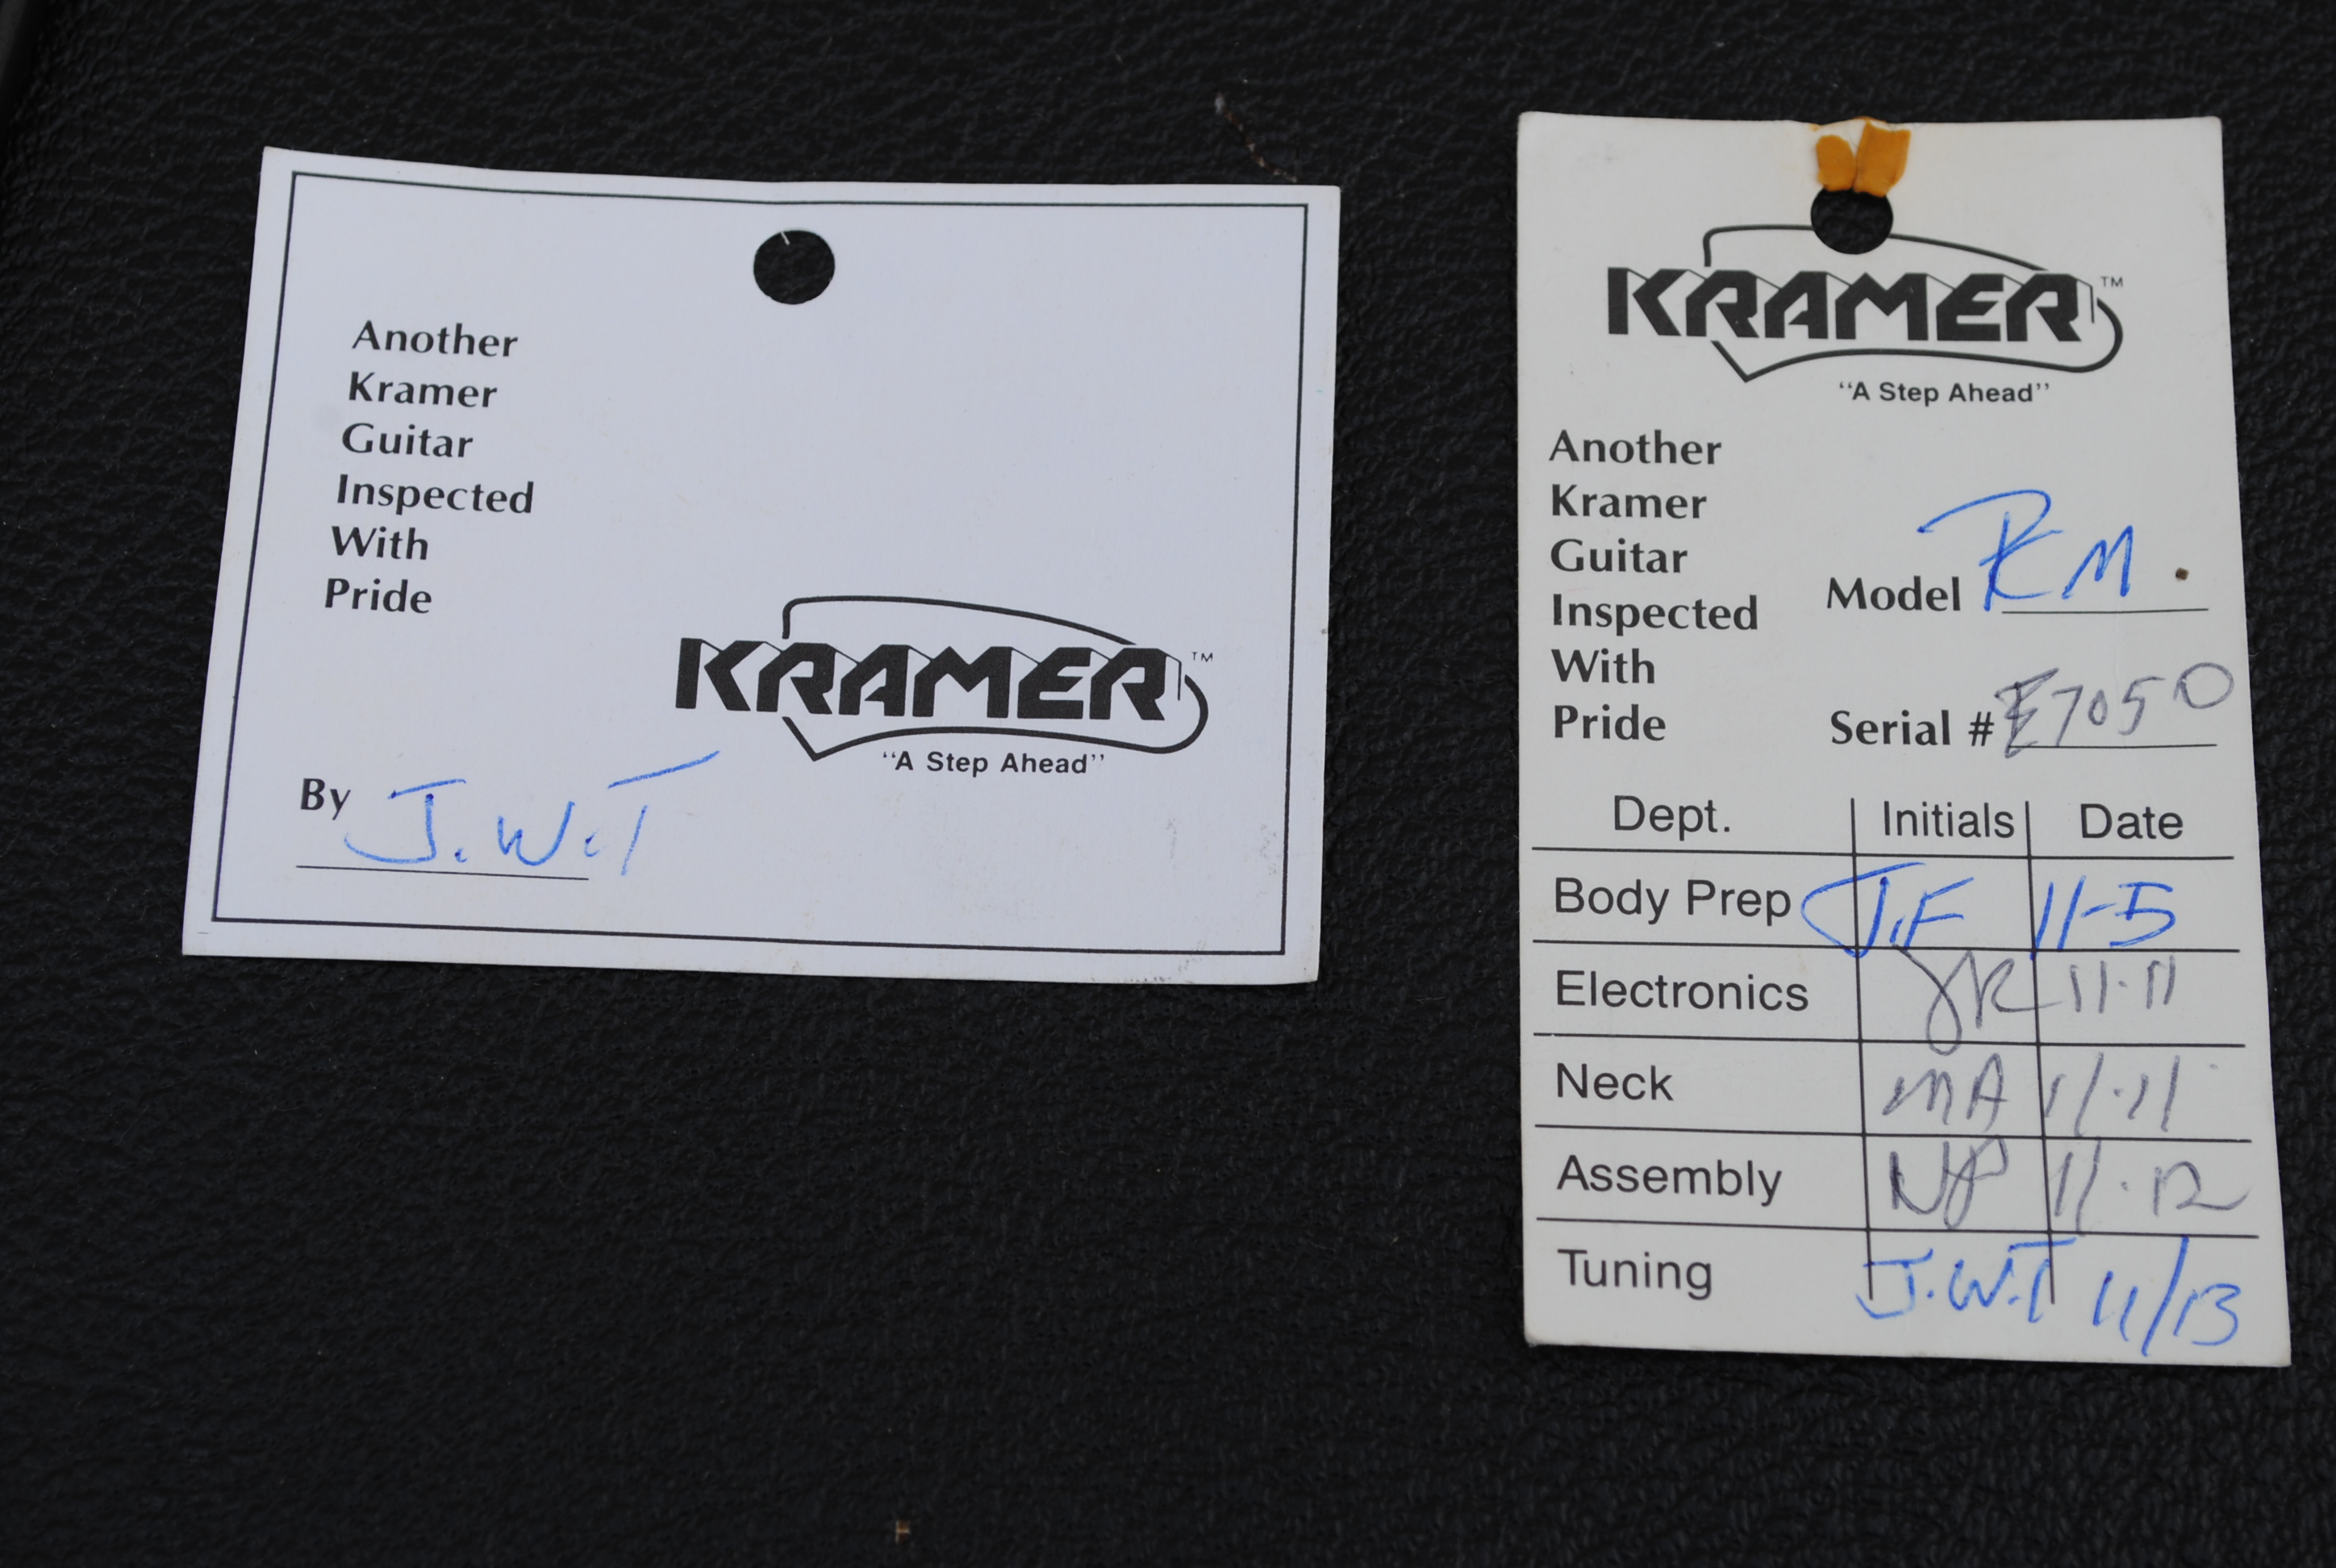 Another
Kramer
Guitar
Inspected
With
Pride
KRAMER™
“A Step Ahead”
By J.W.T
KRAMER™
“A Step Ahead”
Another
Kramer
Guitar
Inspected
With
Pride
Model RM.
Serial # E7050
Dept. Initials Date
Body Prep J.F 11-5
Electronics JR 11-11
Neck MA 11-11
Assembly NP 11-12
Tuning J.W.T 11/13